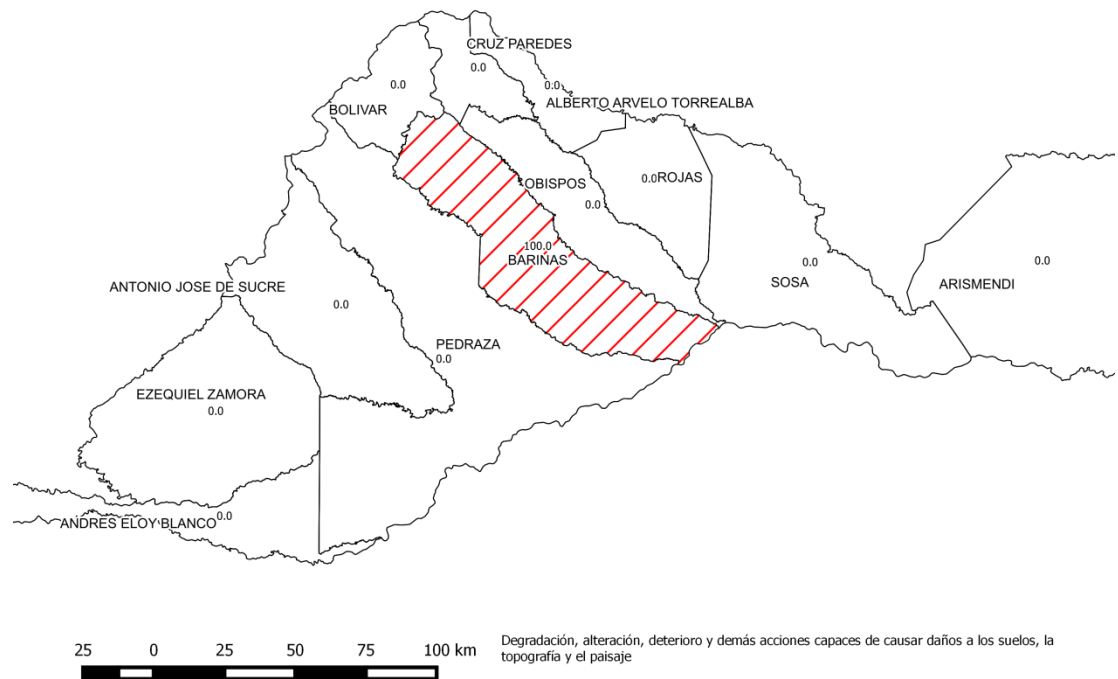 CRUZ PAREDES
0.0
0.0
0.0
ALBERTO ARVELO TORREALBA
BOLIVAR
0.0 ROJAS
OBISPOS
0.0
100.0
BARINAS
0.0
0.0
SOSA
ARISMENDI
ANTONIO JOSE DE SUCRE
0.0
PEDRAZA
0.0
EZEQUIEL ZAMORA
0.0
0.0
ANDRES ELOY BLANCO
25 0 25 50 75 100 km
Degradación, alteración, deterioro y demás acciones capaces de causar daños a los suelos, la
topografía y el paisaje